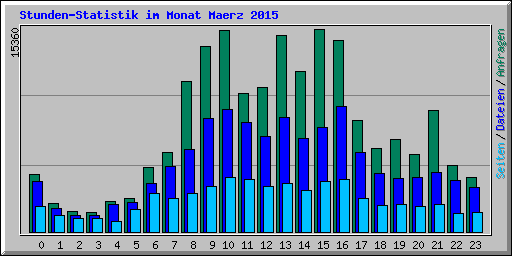 Stunden-Statistik im Monat Maerz 2015
15360
Seiten / Dateien / Anfragen
0 1 2 3 4 5 6 7 8 9 10 11 12 13 14 15 16 17 18 19 20 21 22 23